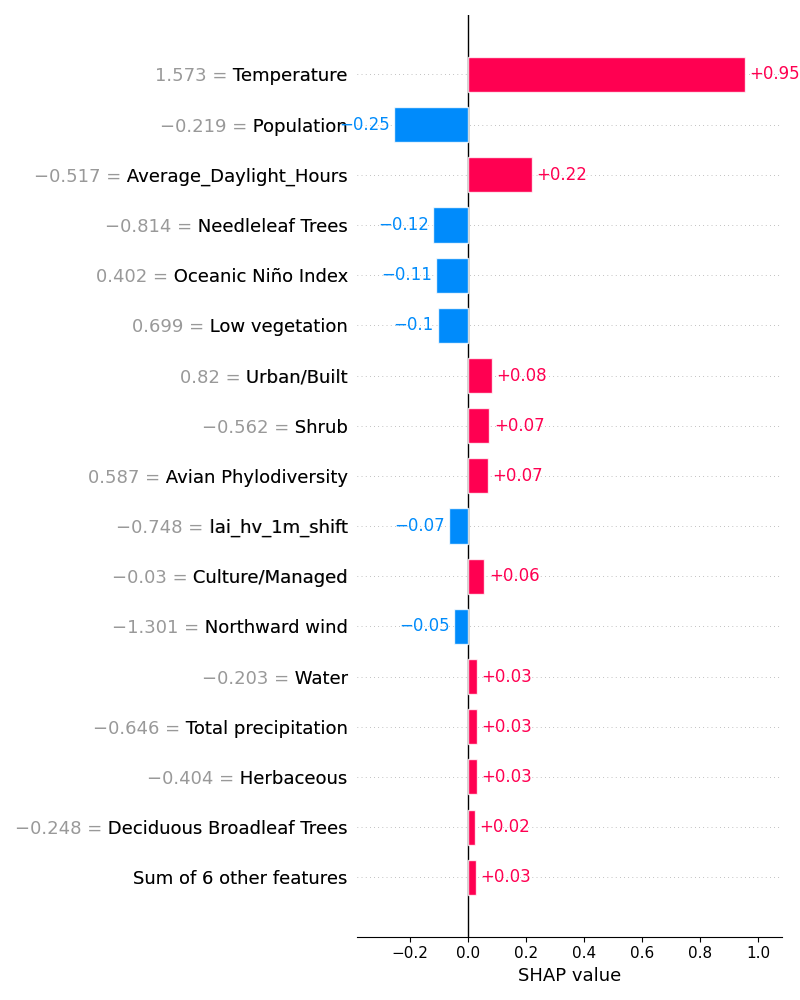 1.573 = Temperature +0.95
−0.219 = Population −0.25
−0.517 = Average_Daylight_Hours +0.22
−0.814 = Needleleaf Trees −0.12
0.402 = Oceanic Niño Index −0.11
0.699 = Low vegetation −0.1
0.82 = Urban/Built +0.08
−0.562 = Shrub +0.07
0.587 = Avian Phylodiversity +0.07
−0.748 = lai_hv_1m_shift −0.07
−0.03 = Culture/Managed +0.06
−1.301 = Northward wind −0.05
−0.203 = Water +0.03
−0.646 = Total precipitation +0.03
−0.404 = Herbaceous +0.03
−0.248 = Deciduous Broadleaf Trees +0.02
Sum of 6 other features +0.03
−0.2 0.0 0.2 0.4 0.6 0.8 1.0
SHAP value